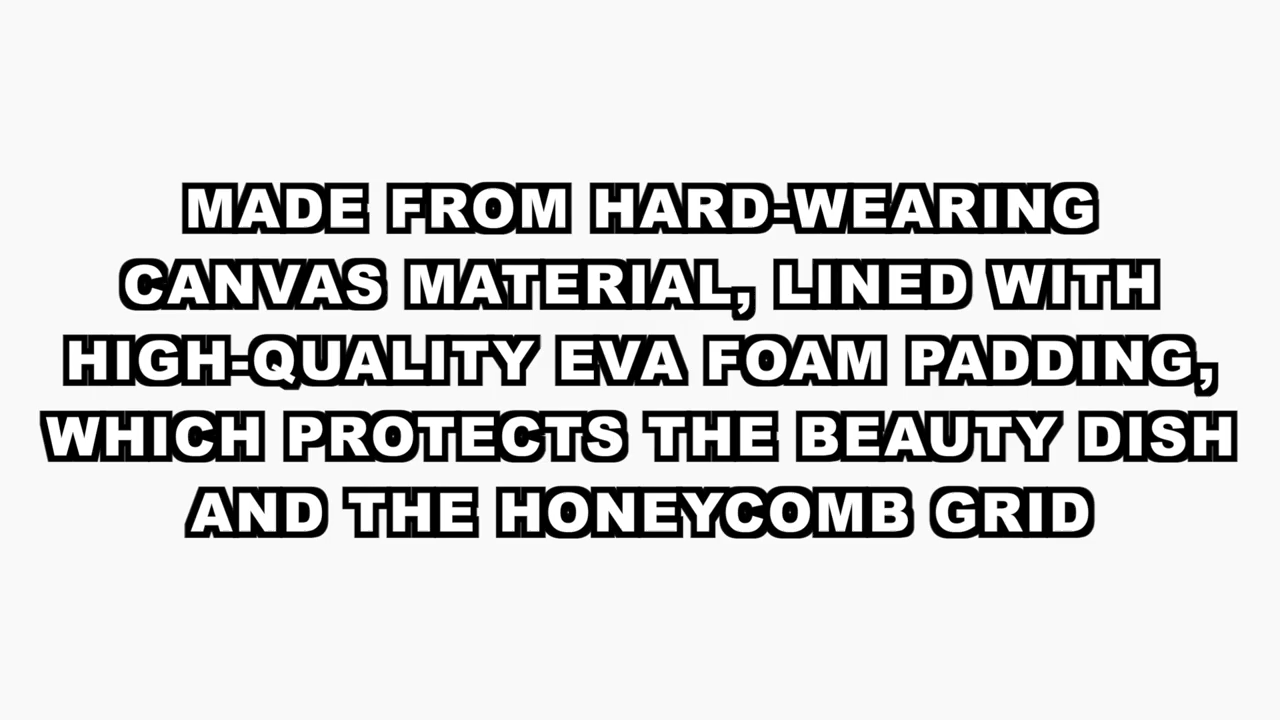 MADE FROM HARD-WEARING
CANVAS MATERIAL, LINED WITH
HIGH-QUALITY EVA FOAM PADDING,
WHICH PROTECTS THE BEAUTY DISH
AND THE HONEYCOMB GRID